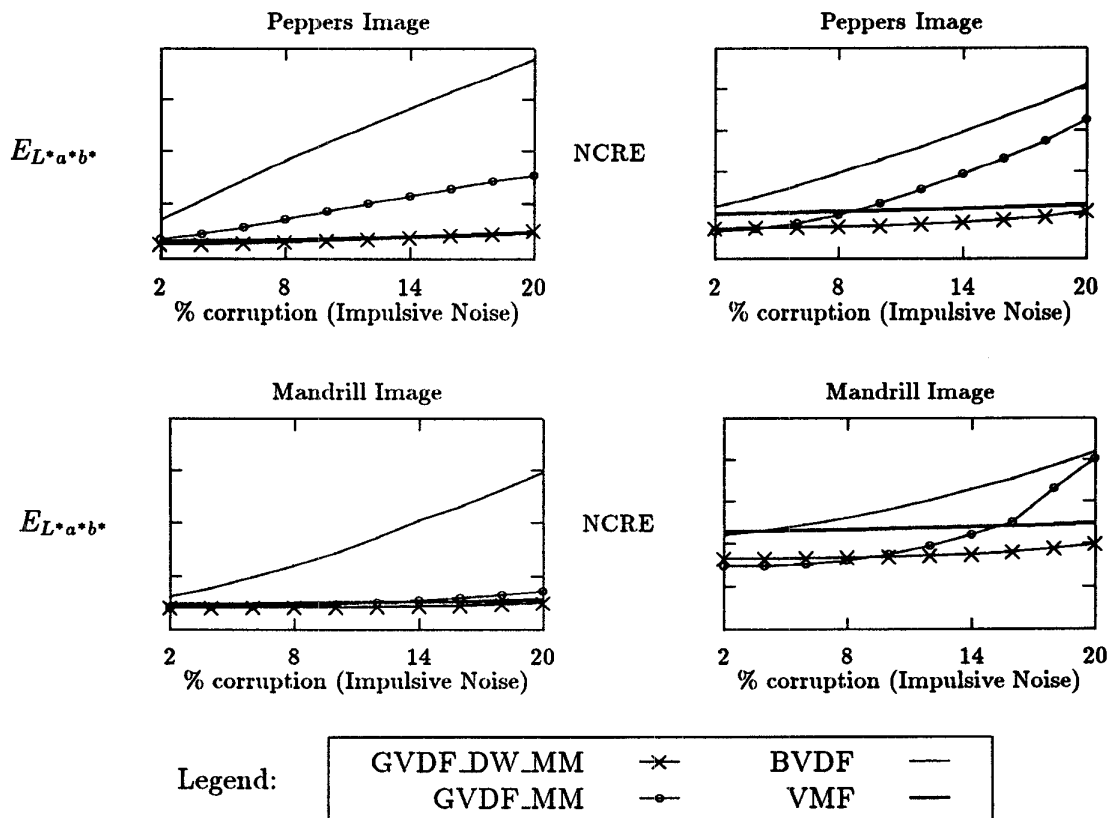 Peppers Image
Peppers Image
E_{L*a*b*}
NCRE
2 8 14 20
2 8 14 20
% corruption (Impulsive Noise)
% corruption (Impulsive Noise)
Mandrill Image
Mandrill Image
E_{L*a*b*}
NCRE
2 8 14 20
2 8 14 20
% corruption (Impulsive Noise)
% corruption (Impulsive Noise)
Legend:
GVDF_DW_MM BVDF
GVDF_MM VMF